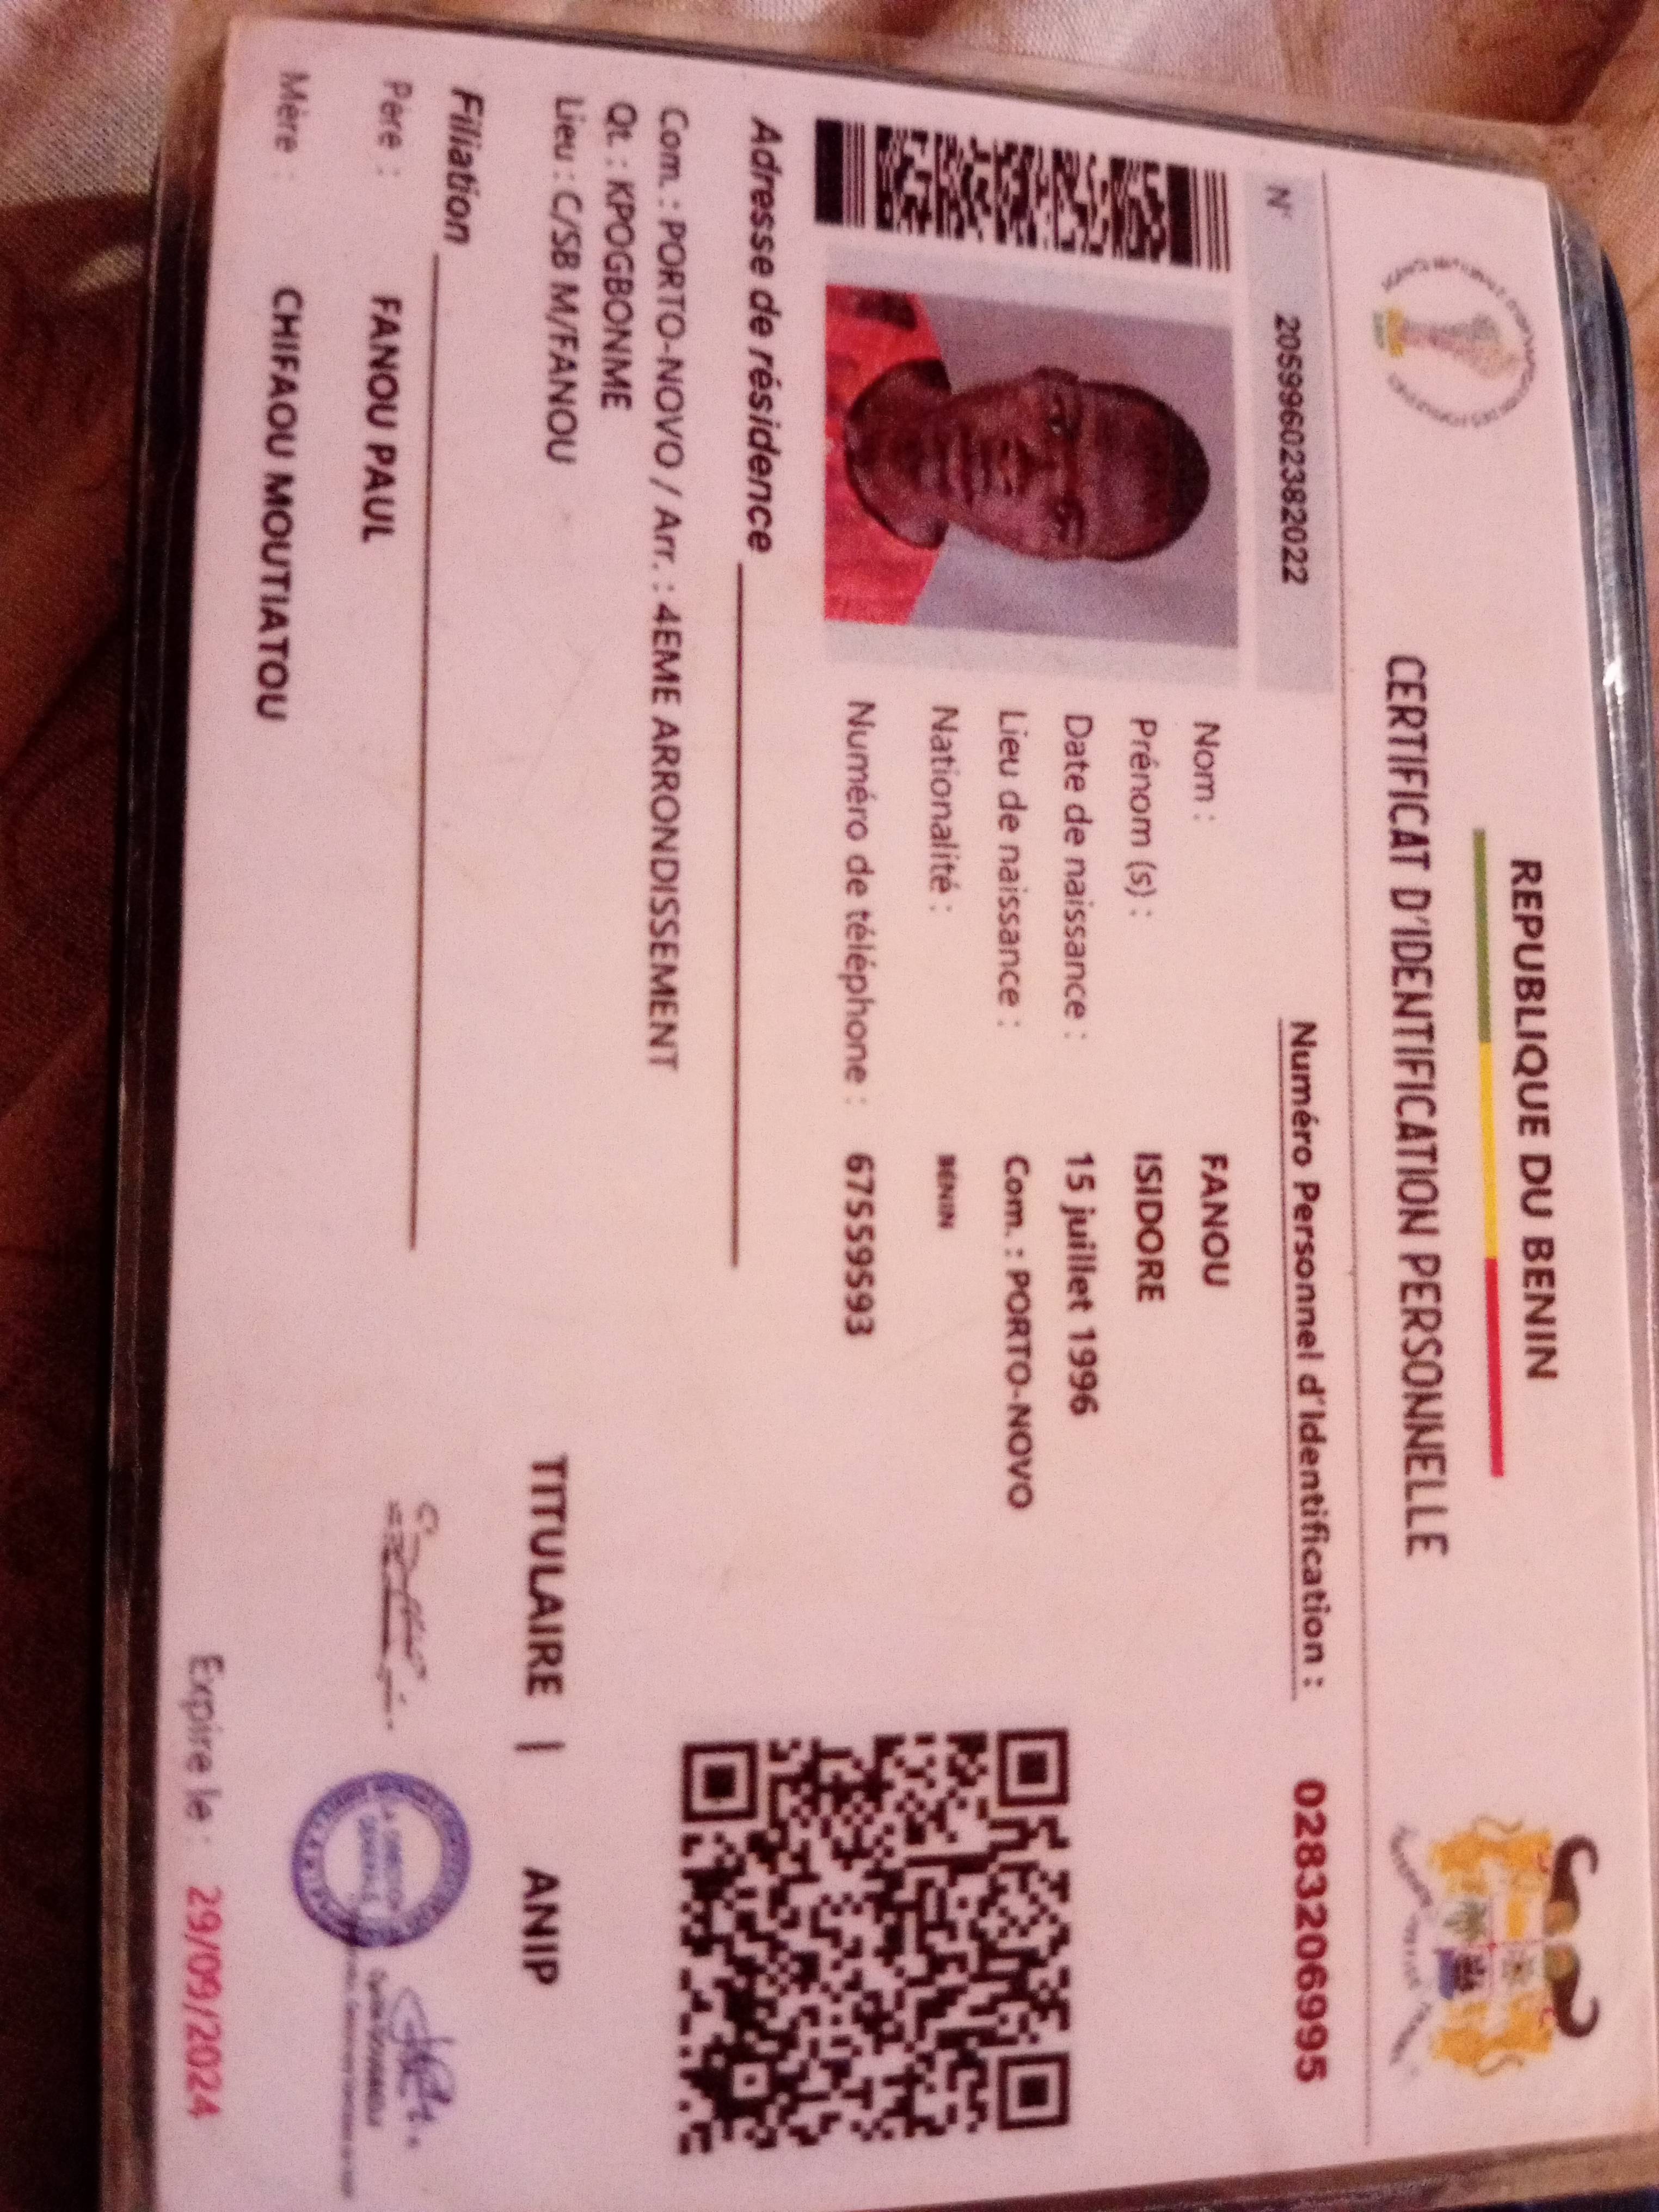 REPUBLIQUE DU BENIN
CERTIFICAT D'IDENTIFICATION PERSONNELLE
N° 20599602382022
Numéro Personnel d'Identification : 0283206995
Nom : FANOU
Prénom (s) : ISIDORE
Date de naissance : 15 juillet 1996
Lieu de naissance : Com. : PORTO-NOVO
Nationalité : BENIN
Numéro de téléphone : 67559593
Adresse de résidence
Com. : PORTO-NOVO / Arr. : 4EME ARRONDISSEMENT
Qt. : KPOGBONME
Lieu : C/SB M/FANOU
Filiation
Père : FANOU PAUL
Mère : CHIFAOU MOUTIATOU
TITULAIRE | ANIP
Expire le : 29/09/2024